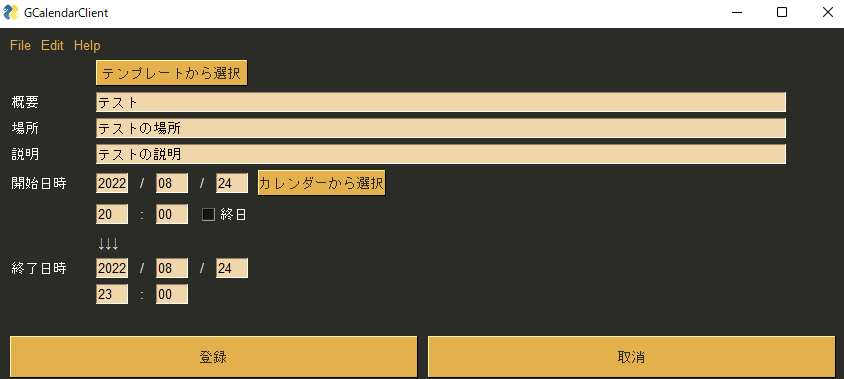 GCalendarClient
File Edit Help
テンプレートから選択
概要 テスト
場所 テストの場所
説明 テストの説明
開始日時 2022 / 08 / 24 カレンダーから選択
20 : 00 終日
↓↓↓
終了日時 2022 / 08 / 24
23 : 00
登録 取消